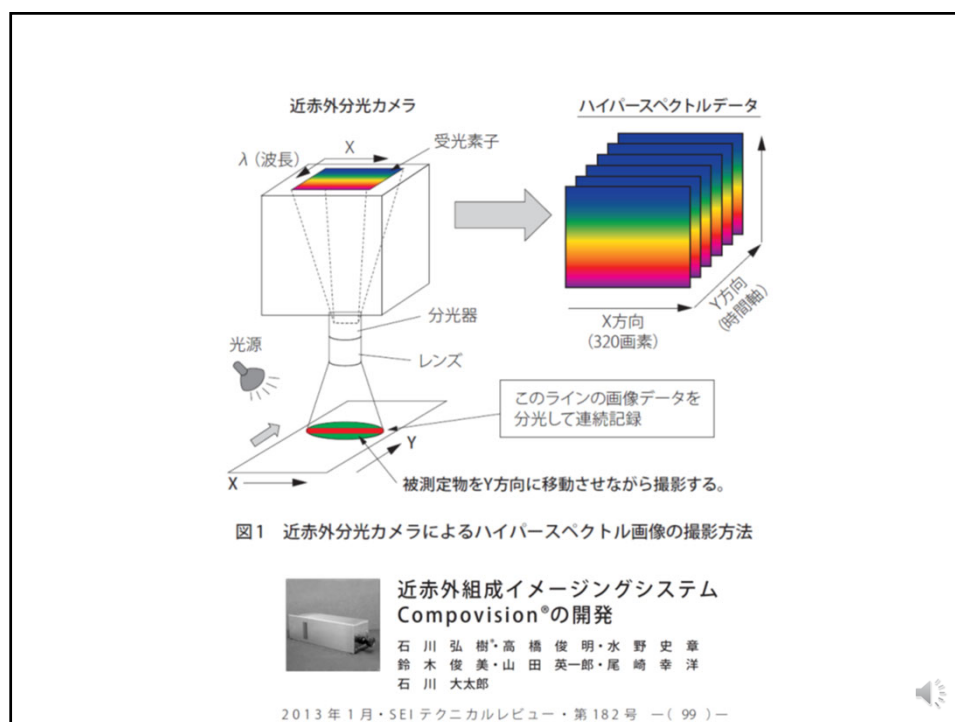 近赤外分光カメラ
ハイパースペクトルデータ
λ(波長)
X
受光素子
分光器
レンズ
光源
X方向
(320画素)
Y方向
(時間軸)
このラインの画像データを
分光して連続記録
X
Y
被測定物をY方向に移動させながら撮影する。
図1 近赤外分光カメラによるハイパースペクトル画像の撮影方法
近赤外組成イメージングシステム
Compovision®の開発
石川弘樹*・高橋俊明・水野史章
鈴木俊美・山田英一郎・尾崎幸洋
石川大太郎
2013年1月・SEIテクニカルレビュー・第182号 ―( 99 )―